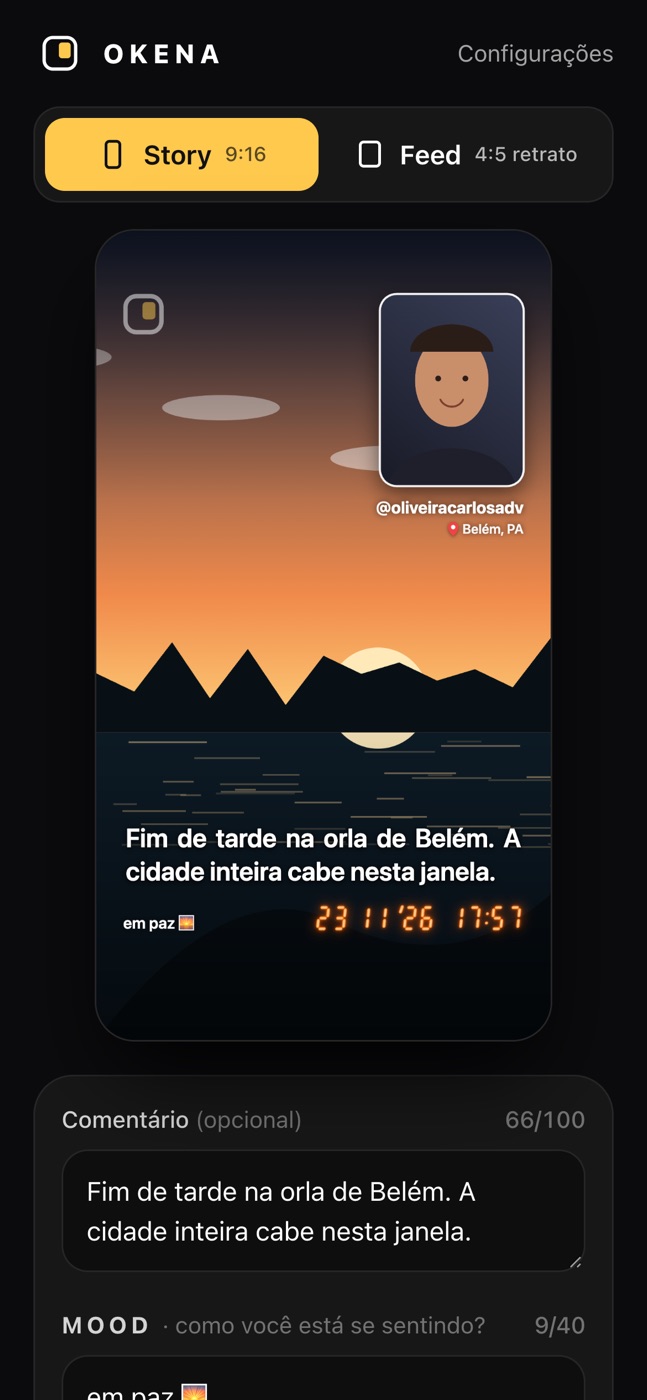 OKENA
Configurações
Story 9:16
Feed 4:5 retrato
@oliveiracarlosadv
📍Belém, PA
Fim de tarde na orla de Belém. A
cidade inteira cabe nesta janela.
em paz 🌅
23 11 '26 17:57
Comentário (opcional) 66/100
Fim de tarde na orla de Belém. A
cidade inteira cabe nesta janela.
MOOD · como você está se sentindo? 9/40
em paz 🌅